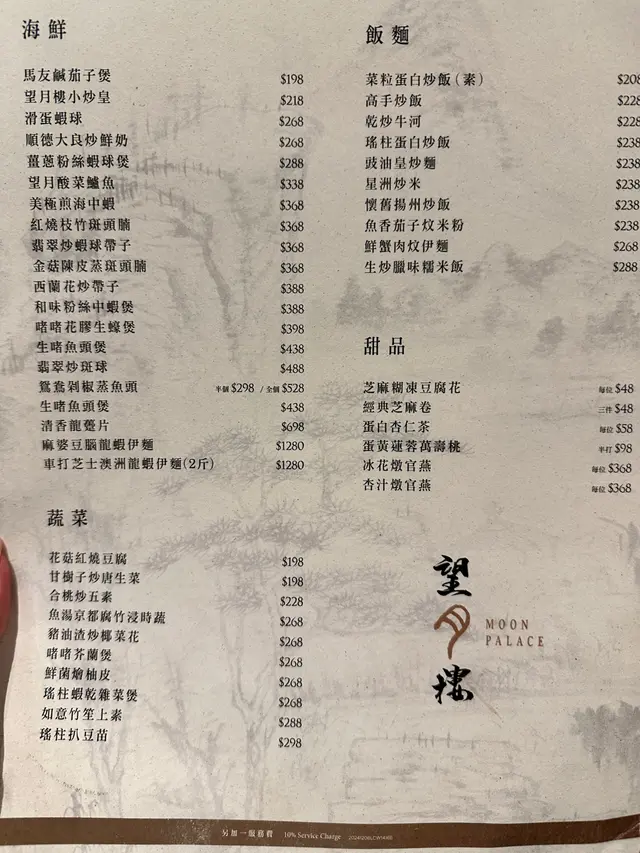 海鮮
馬友鹹茄子煲 $198
望月樓小炒皇 $218
滑蛋蝦球 $268
順德大良炒鮮奶 $268
薑蔥粉絲蝦球煲 $288
望月酸菜鱸魚 $338
美極煎海中蝦 $368
紅燒枝竹斑頭腩 $368
翡翠炒蝦球帶子 $368
金菇陳皮蒸斑頭腩 $368
西蘭花炒帶子 $388
和味粉絲中蝦煲 $388
啫啫花膠生蠔煲 $398
生啫魚頭煲 $438
翡翠炒斑球 $488
鴛鴦剁椒蒸魚頭 半個 $298 / 全個 $528
生啫魚頭煲 $438
清香龍躉片 $698
麻婆豆腦龍蝦伊麵 $1280
車打芝士澳洲龍蝦伊麵(2斤) $1280
蔬菜
花菇紅燒豆腐 $198
甘樹子炒唐生菜 $198
合桃炒五素 $228
魚湯京都腐竹浸時蔬 $268
豬油渣炒椰菜花 $268
啫啫芥蘭煲 $268
鮮菌燴柚皮 $268
瑤柱蝦乾雜菜煲 $268
如意竹笙上素 $288
瑤柱扒豆苗 $298
飯麵
菜粒蛋白炒飯(素) $208
高手炒飯 $228
乾炒牛河 $228
瑤柱蛋白炒飯 $238
豉油皇炒麵 $238
星洲炒米 $238
懷舊揚州炒飯 $238
魚香茄子炆米粉 $238
鮮蟹肉炆伊麵 $268
生炒臘味糯米飯 $288
甜品
芝麻糊凍豆腐花 每位 $48
經典芝麻卷 三件 $48
蛋白杏仁茶 每位 $58
蛋黃蓮蓉萬壽桃 半打 $98
冰花燉官燕 每位 $368
杏汁燉官燕 每位 $368
望月樓
MOON
PALACE
另加一服務費 10% Service Charge